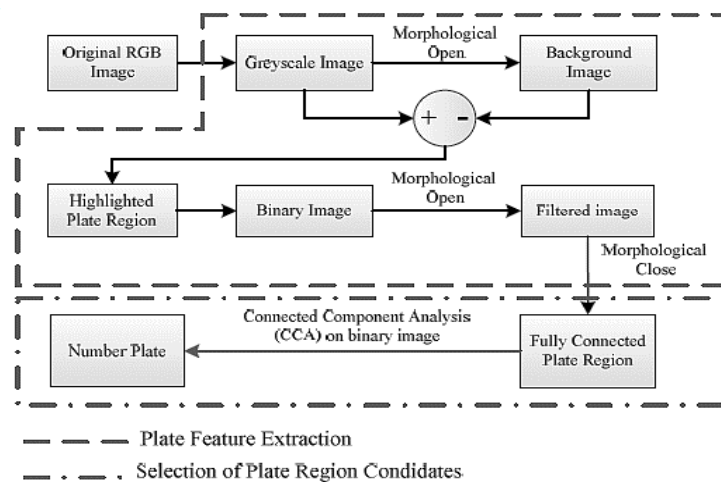 Original RGB
Image
Greyscale Image
Morphological
Open
Background
Image
+ -
Highlighted
Plate Region
Binary Image
Morphological
Open
Filtered image
Morphological
Close
Number Plate
Connected Component Analysis
(CCA) on binary image
Fully Connected
Plate Region
Plate Feature Extraction
Selection of Plate Region Condidates